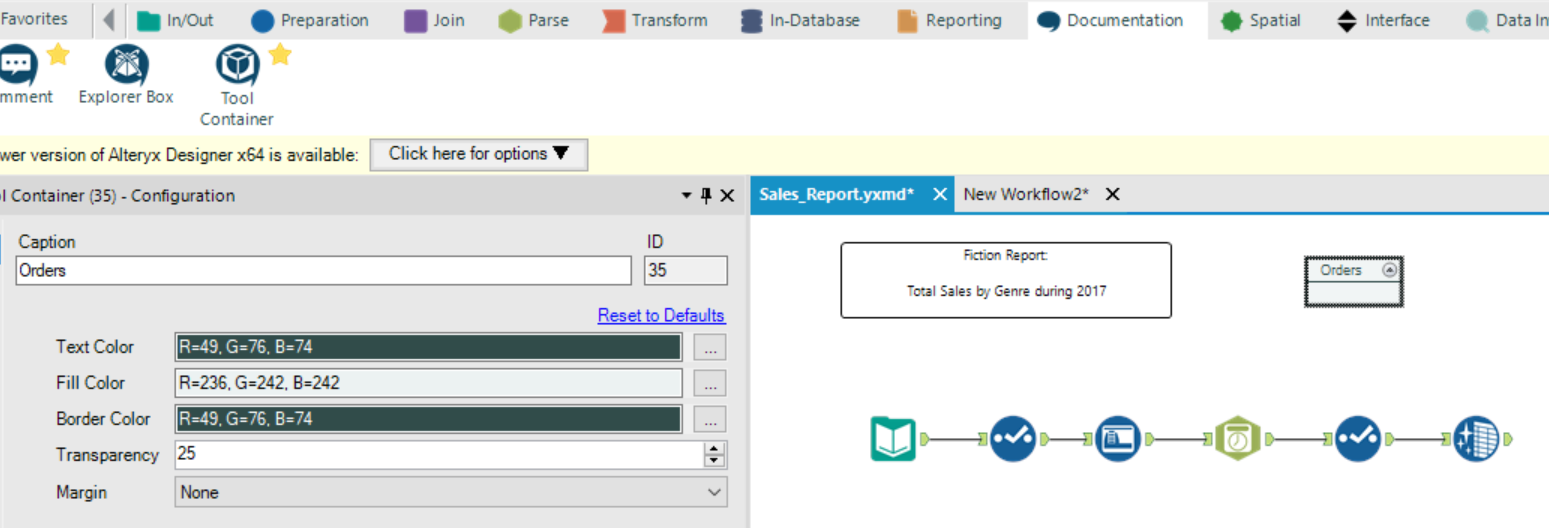 Favorites In/Out Preparation Join Parse Transform In-Database Reporting Documentation Spatial Interface Data In
mment Explorer Box Tool
Container
wer version of Alteryx Designer x64 is available: Click here for options ▼
ol Container (35) - Configuration
Sales_Report.yxmd* New Workflow2*
Caption ID
Orders 35
Reset to Defaults
Text Color R=49, G=76, B=74 ...
Fill Color R=236, G=242, B=242 ...
Border Color R=49, G=76, B=74 ...
Transparency 25
Margin None
Fiction Report:
Total Sales by Genre during 2017
Orders